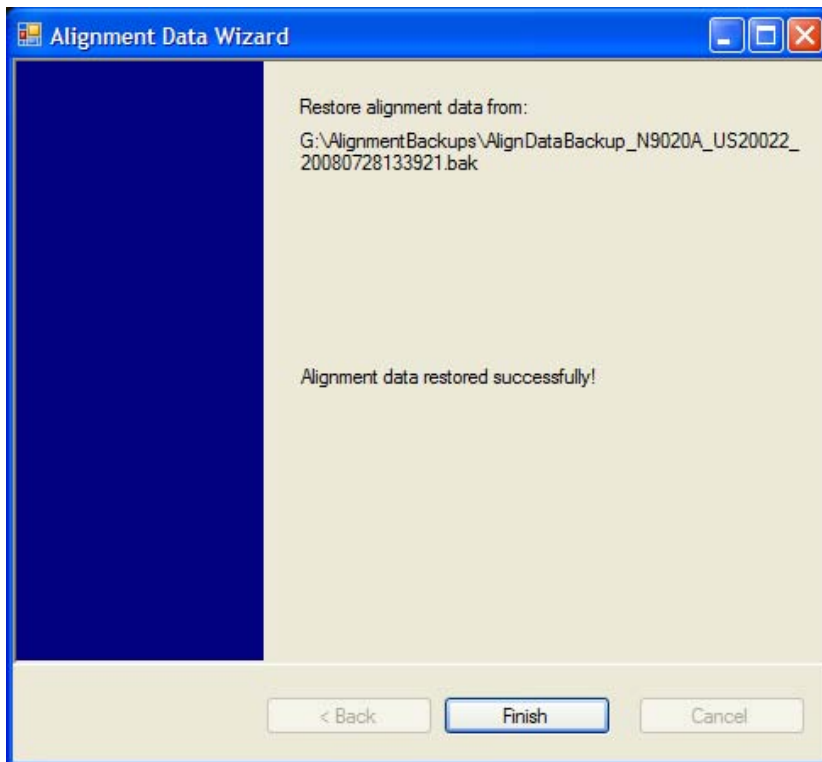 Alignment Data Wizard
Restore alignment data from:
G:\AlignmentBackups\AlignDataBackup_N9020A_US20022_
20080728133921.bak
Alignment data restored successfully!
< Back
Finish
Cancel